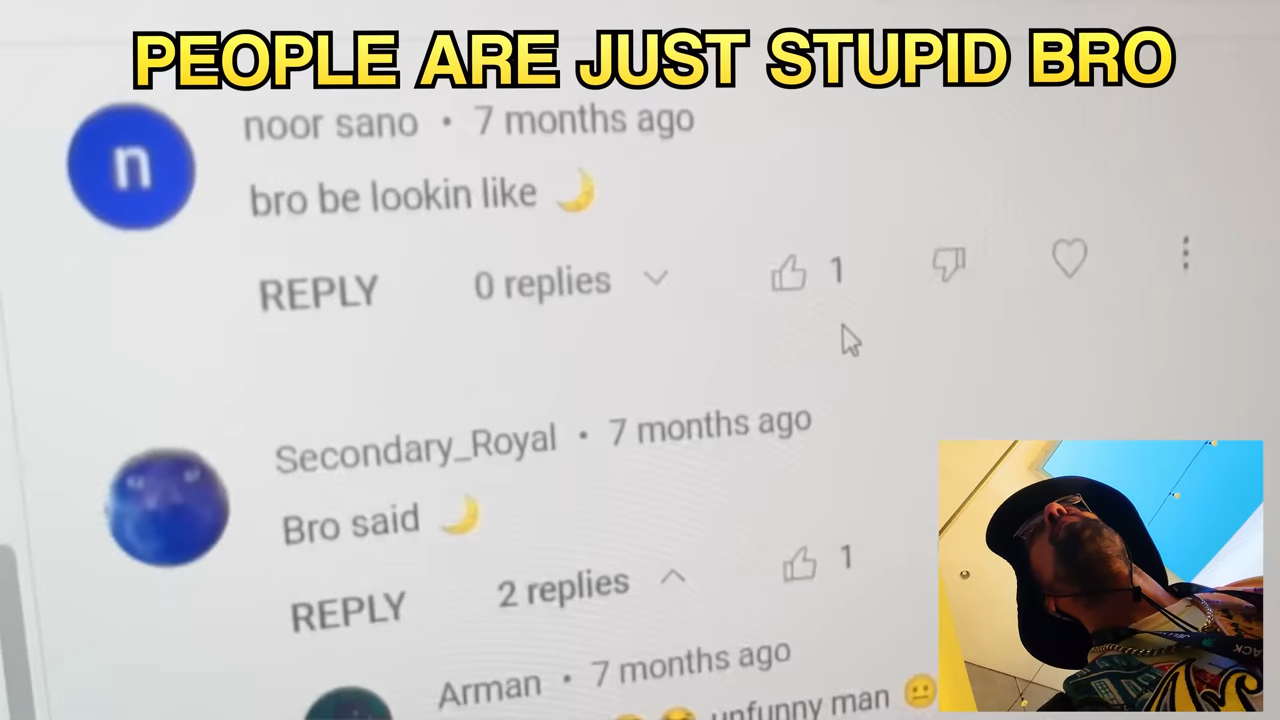 PEOPLE ARE JUST STUPID BRO
n
noor sano • 7 months ago
bro be lookin like 🌙
REPLY 0 replies 1
Secondary_Royal • 7 months ago
Bro said 🌙
REPLY 2 replies 1
Arman • 7 months ago
unfunny man 😐